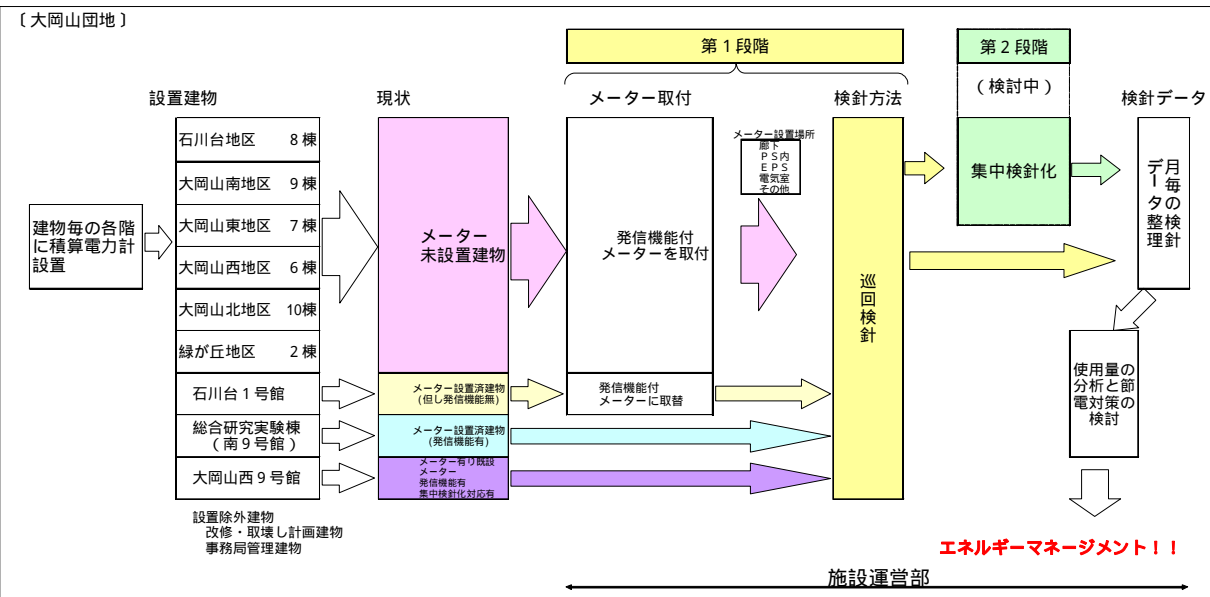 〔大岡山団地〕
第１段階
第２段階
（検討中）
設置建物
現状
メーター取付
検針方法
検針データ
建物毎の各階
に積算電力計
設置
石川台地区 8棟
大岡山南地区 9棟
大岡山東地区 7棟
大岡山西地区 6棟
大岡山北地区 10棟
緑が丘地区 2棟
石川台１号館
総合研究実験棟
（南９号館）
大岡山西９号館
設置除外建物
改修・取壊し計画建物
事務局管理建物
メーター
未設置建物
メーター設置済建物
(但し発信機能無)
メーター設置済建物
(発信機能有)
メーター有り既設
メーター
発信機能有
集中検針化対応有
発信機能付
メーターを取付
発信機能付
メーターに取替
メーター設置場所
廊下
ＰＳ内
ＥＰＳ
電気室
その他
巡回検針
集中検針化
月毎の検針
データ整理
使用量の
分析と節
電対策の
検討
エネルギーマネージメント！！
施設運営部